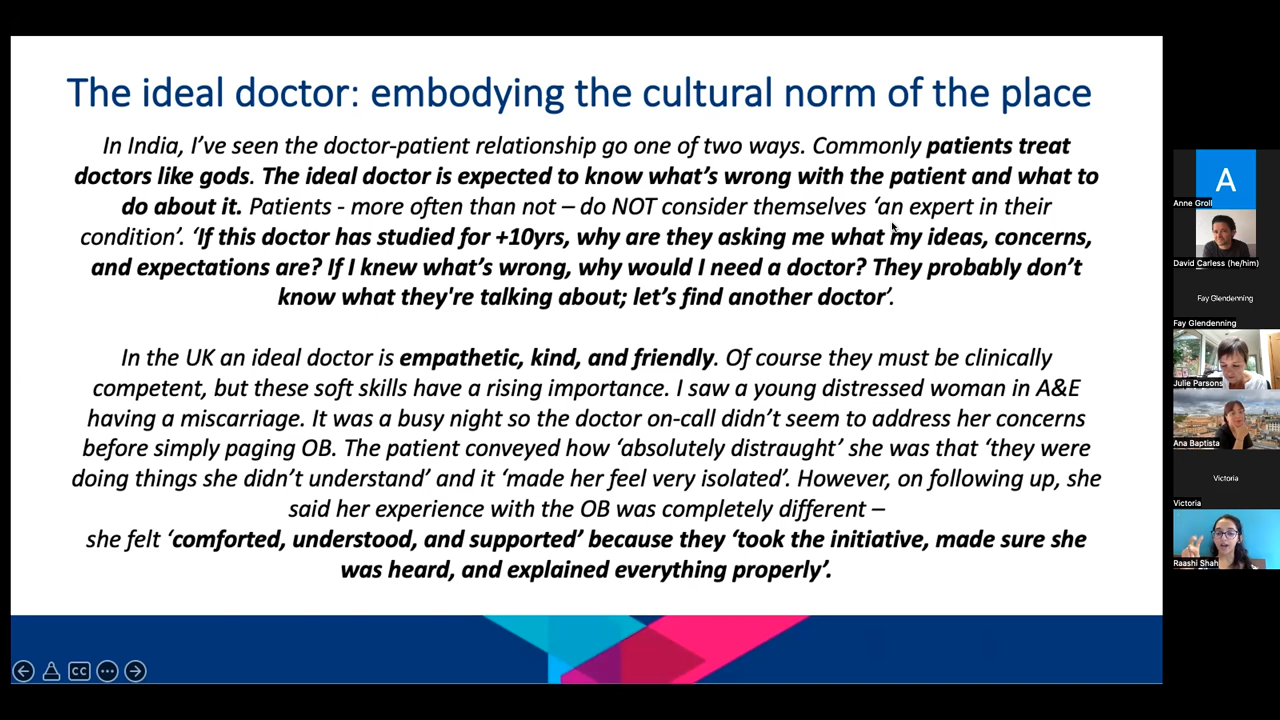 The ideal doctor: embodying the cultural norm of the place
In India, I've seen the doctor-patient relationship go one of two ways. Commonly patients treat
doctors like gods. The ideal doctor is expected to know what's wrong with the patient and what to
do about it. Patients - more often than not – do NOT consider themselves 'an expert in their
condition'. 'If this doctor has studied for +10yrs, why are they asking me what my ideas, concerns,
and expectations are? If I knew what's wrong, why would I need a doctor? They probably don't
know what they're talking about; let's find another doctor'.
In the UK an ideal doctor is empathetic, kind, and friendly. Of course they must be clinically
competent, but these soft skills have a rising importance. I saw a young distressed woman in A&E
having a miscarriage. It was a busy night so the doctor on-call didn't seem to address her concerns
before simply paging OB. The patient conveyed how 'absolutely distraught' she was that 'they were
doing things she didn't understand' and it 'made her feel very isolated'. However, on following up, she
said her experience with the OB was completely different –
she felt 'comforted, understood, and supported' because they 'took the initiative, made sure she
was heard, and explained everything properly'.
CC
A
Anne Groll
David Carless (he/him)
Fay Glendenning
Fay Glendenning
Julie Parsons
Ana Baptista
Victoria
Victoria
Raashi Shah